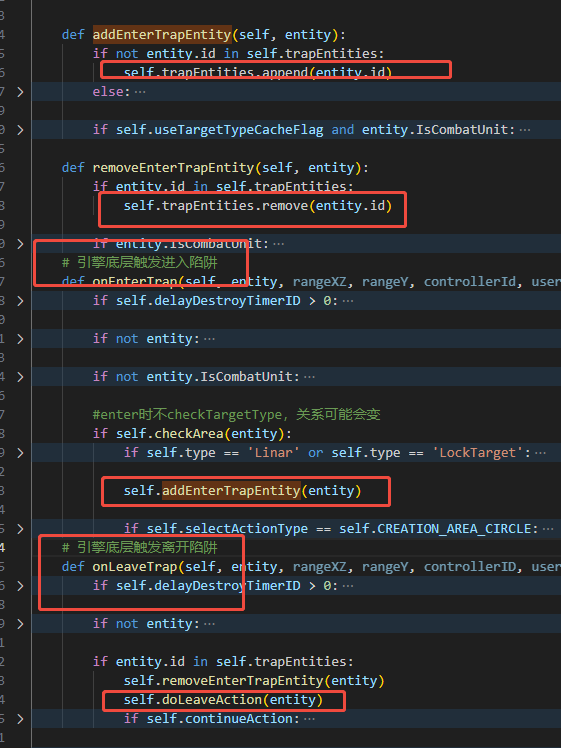 def addEnterTrapEntity(self, entity):
if not entity.id in self.trapEntities:
self.trapEntities.append(entity.id)
else:···
if self.useTargetTypeCacheFlag and entity.IsCombatUnit:···
def removeEnterTrapEntity(self, entity):
if entity.id in self.trapEntities:
self.trapEntities.remove(entity.id)
if entity.IsCombatUnit:···
# 引擎底层触发进入陷阱
def onEnterTrap(self, entity, rangeXZ, rangeY, controllerId, user
if self.delayDestroyTimerID > 0:···
if not entity:···
if not entity.IsCombatUnit:···
#enter时不checkTargetType, 关系可能会变
if self.checkArea(entity):
if self.type == 'Linar' or self.type == 'LockTarget':···
self.addEnterTrapEntity(entity)
if self.selectActionType == self.CREATION_AREA_CIRCLE:···
# 引擎底层触发离开陷阱
def onLeaveTrap(self, entity, rangeXZ, rangeY, controllerID, user
if self.delayDestroyTimerID > 0:···
if not entity:···
if entity.id in self.trapEntities:
self.removeEnterTrapEntity(entity)
self.doLeaveAction(entity)
if self.continueAction:···